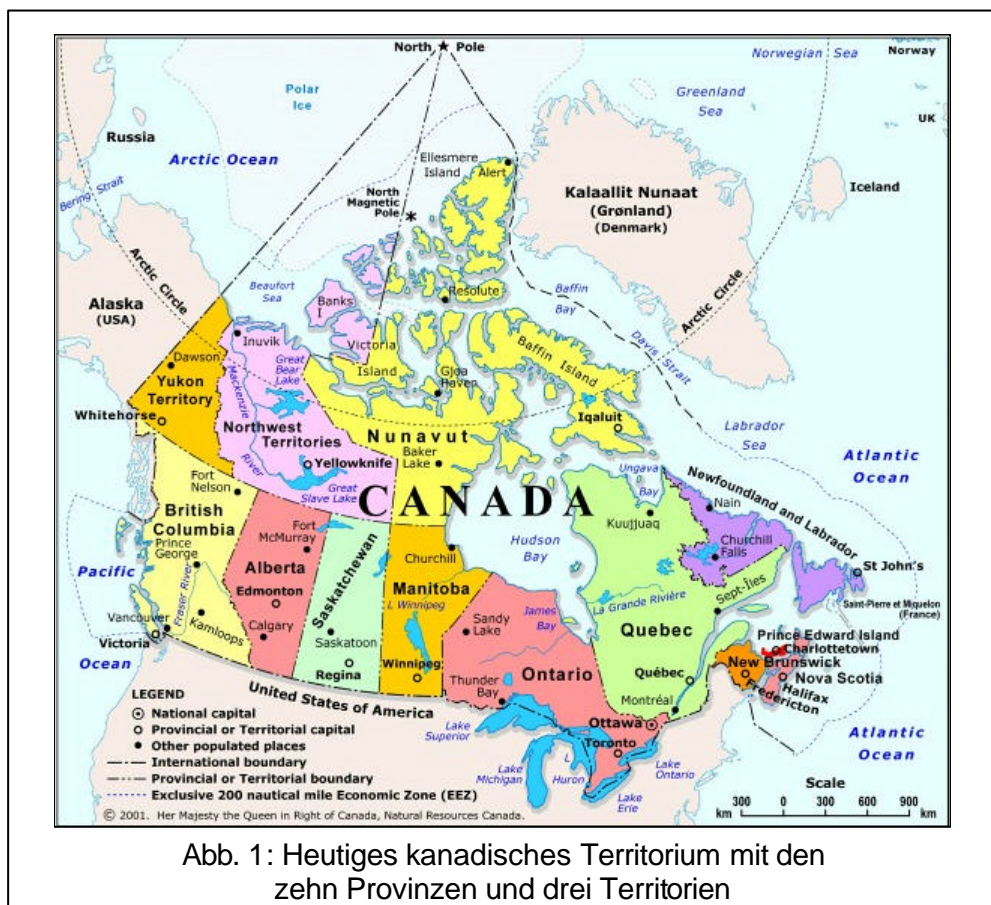 North Pole
Norwegian Sea
Norway
Polar
Ice
Greenland
Sea
UK
Russia
Arctic Ocean
Ellesmere
Island
Alert
Bering Strait
North
Magnetic
Pole
Kalaallit Nunaat
(Grønland)
(Denmark)
Iceland
Arctic Circle
Beaufort
Sea
Resolute
Baffin
Bay
Arctic Circle
Alaska
(USA)
Banks
I
Victoria
Island
Davis Strait
Dawson
Inuvik
Great
Bear
Lake
Gjoa
Haven
Baffin Island
Yukon
Territory
Mackenzie
River
Whitehorse
Northwest
Territories
Nunavut
Iqaluit
Labrador
Sea
Yellowknife
Baker
Lake
Great
Slave Lake
Atlantic
Ocean
Fort
Nelson
CANADA
Ungava
Bay
Newfoundland and Labrador
Nain
British
Columbia
Fort
McMurray
Kuujjuaq
Churchill
Falls
Prince
George
Hudson
Bay
Churchill
Pacific
Ocean
Alberta
Saskatchewan
Manitoba
St John's
Sept-Îles
Fraser River
Edmonton
L Winnipeg
James
Bay
La Grande Rivière
Saint-Pierre et Miquelon
(France)
Vancouver
Kamloops
Calgary
Saskatoon
Sandy
Lake
Quebec
Victoria
Prince Edward Island
Charlottetown
Regina
Winnipeg
Ontario
Québec
New Brunswick
Nova Scotia
Halifax
Fredericton
United States of America
Thunder
Bay
Montréal
Ottawa
Toronto
Lake
Superior
Lake
Michigan
L
Huron
Lake
Ontario
Lake
Erie
Atlantic
Ocean
LEGEND
National capital
Provincial or Territorial capital
Other populated places
International boundary
Provincial or Territorial boundary
Exclusive 200 nautical mile Economic Zone (EEZ)
Scale
300 0 300 600 900
km km
© 2001. Her Majesty the Queen in Right of Canada, Natural Resources Canada.
Abb. 1: Heutiges kanadisches Territorium mit den
zehn Provinzen und drei Territorien